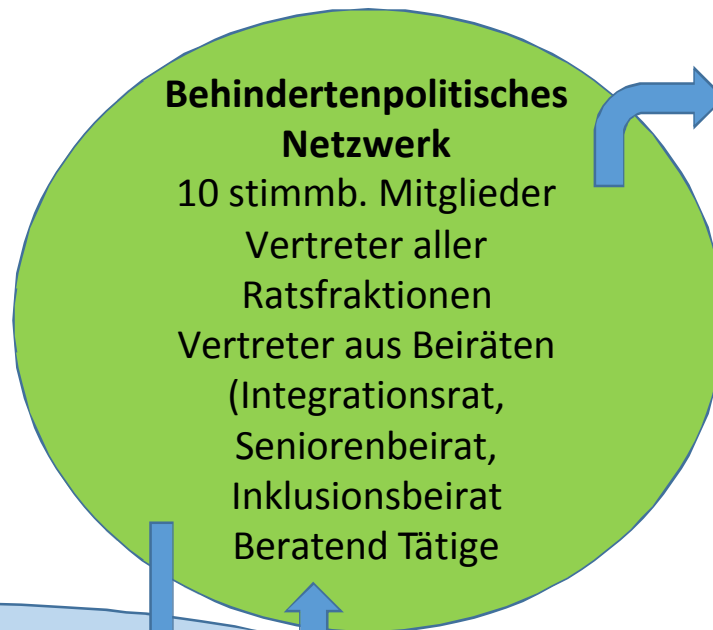 Behindertenpolitisches
Netzwerk
10 stimmb. Mitglieder
Vertreter aller
Ratsfraktionen
Vertreter aus Beiräten
(Integrationsrat,
Seniorenbeirat,
Inklusionsbeirat
Beratend Tätige